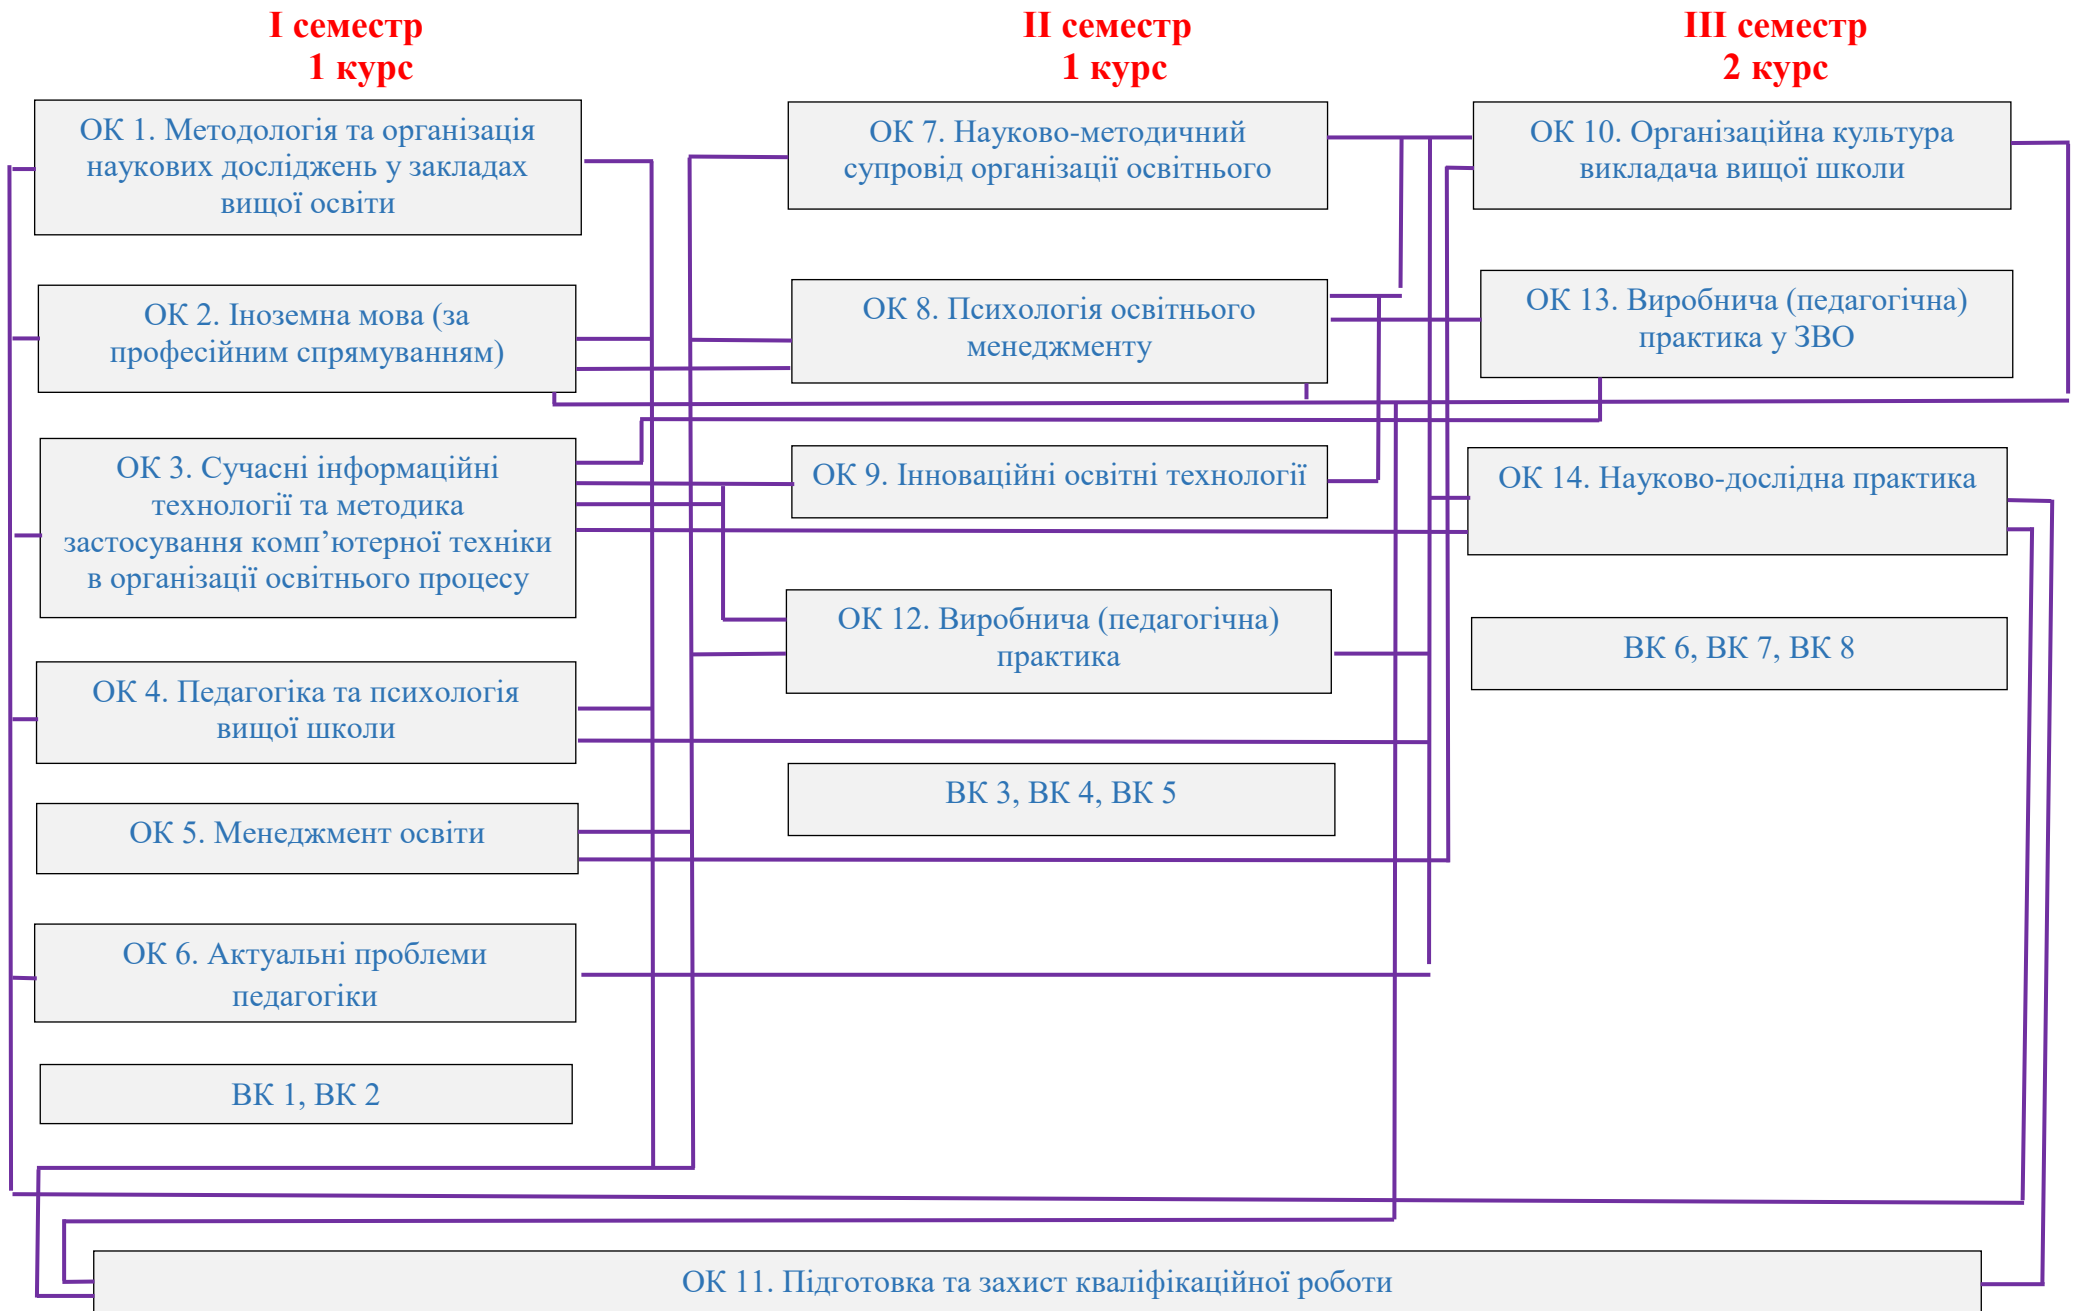 I семестр
1 курс
II семестр
1 курс
III семестр
2 курс
ОК 1. Методологія та організація
наукових досліджень у закладах
вищої освіти
ОК 2. Іноземна мова (за
професійним спрямуванням)
ОК 3. Сучасні інформаційні
технології та методика
застосування комп’ютерної техніки
в організації освітнього процесу
ОК 4. Педагогіка та психологія
вищої школи
ОК 5. Менеджмент освіти
ОК 6. Актуальні проблеми
педагогіки
ВК 1, ВК 2
ОК 7. Науково-методичний
супровід організації освітнього
ОК 8. Психологія освітнього
менеджменту
ОК 9. Інноваційні освітні технології
ОК 12. Виробнича (педагогічна)
практика
ВК 3, ВК 4, ВК 5
ОК 10. Організаційна культура
викладача вищої школи
ОК 13. Виробнича (педагогічна)
практика у ЗВО
ОК 14. Науково-дослідна практика
ВК 6, ВК 7, ВК 8
ОК 11. Підготовка та захист кваліфікаційної роботи